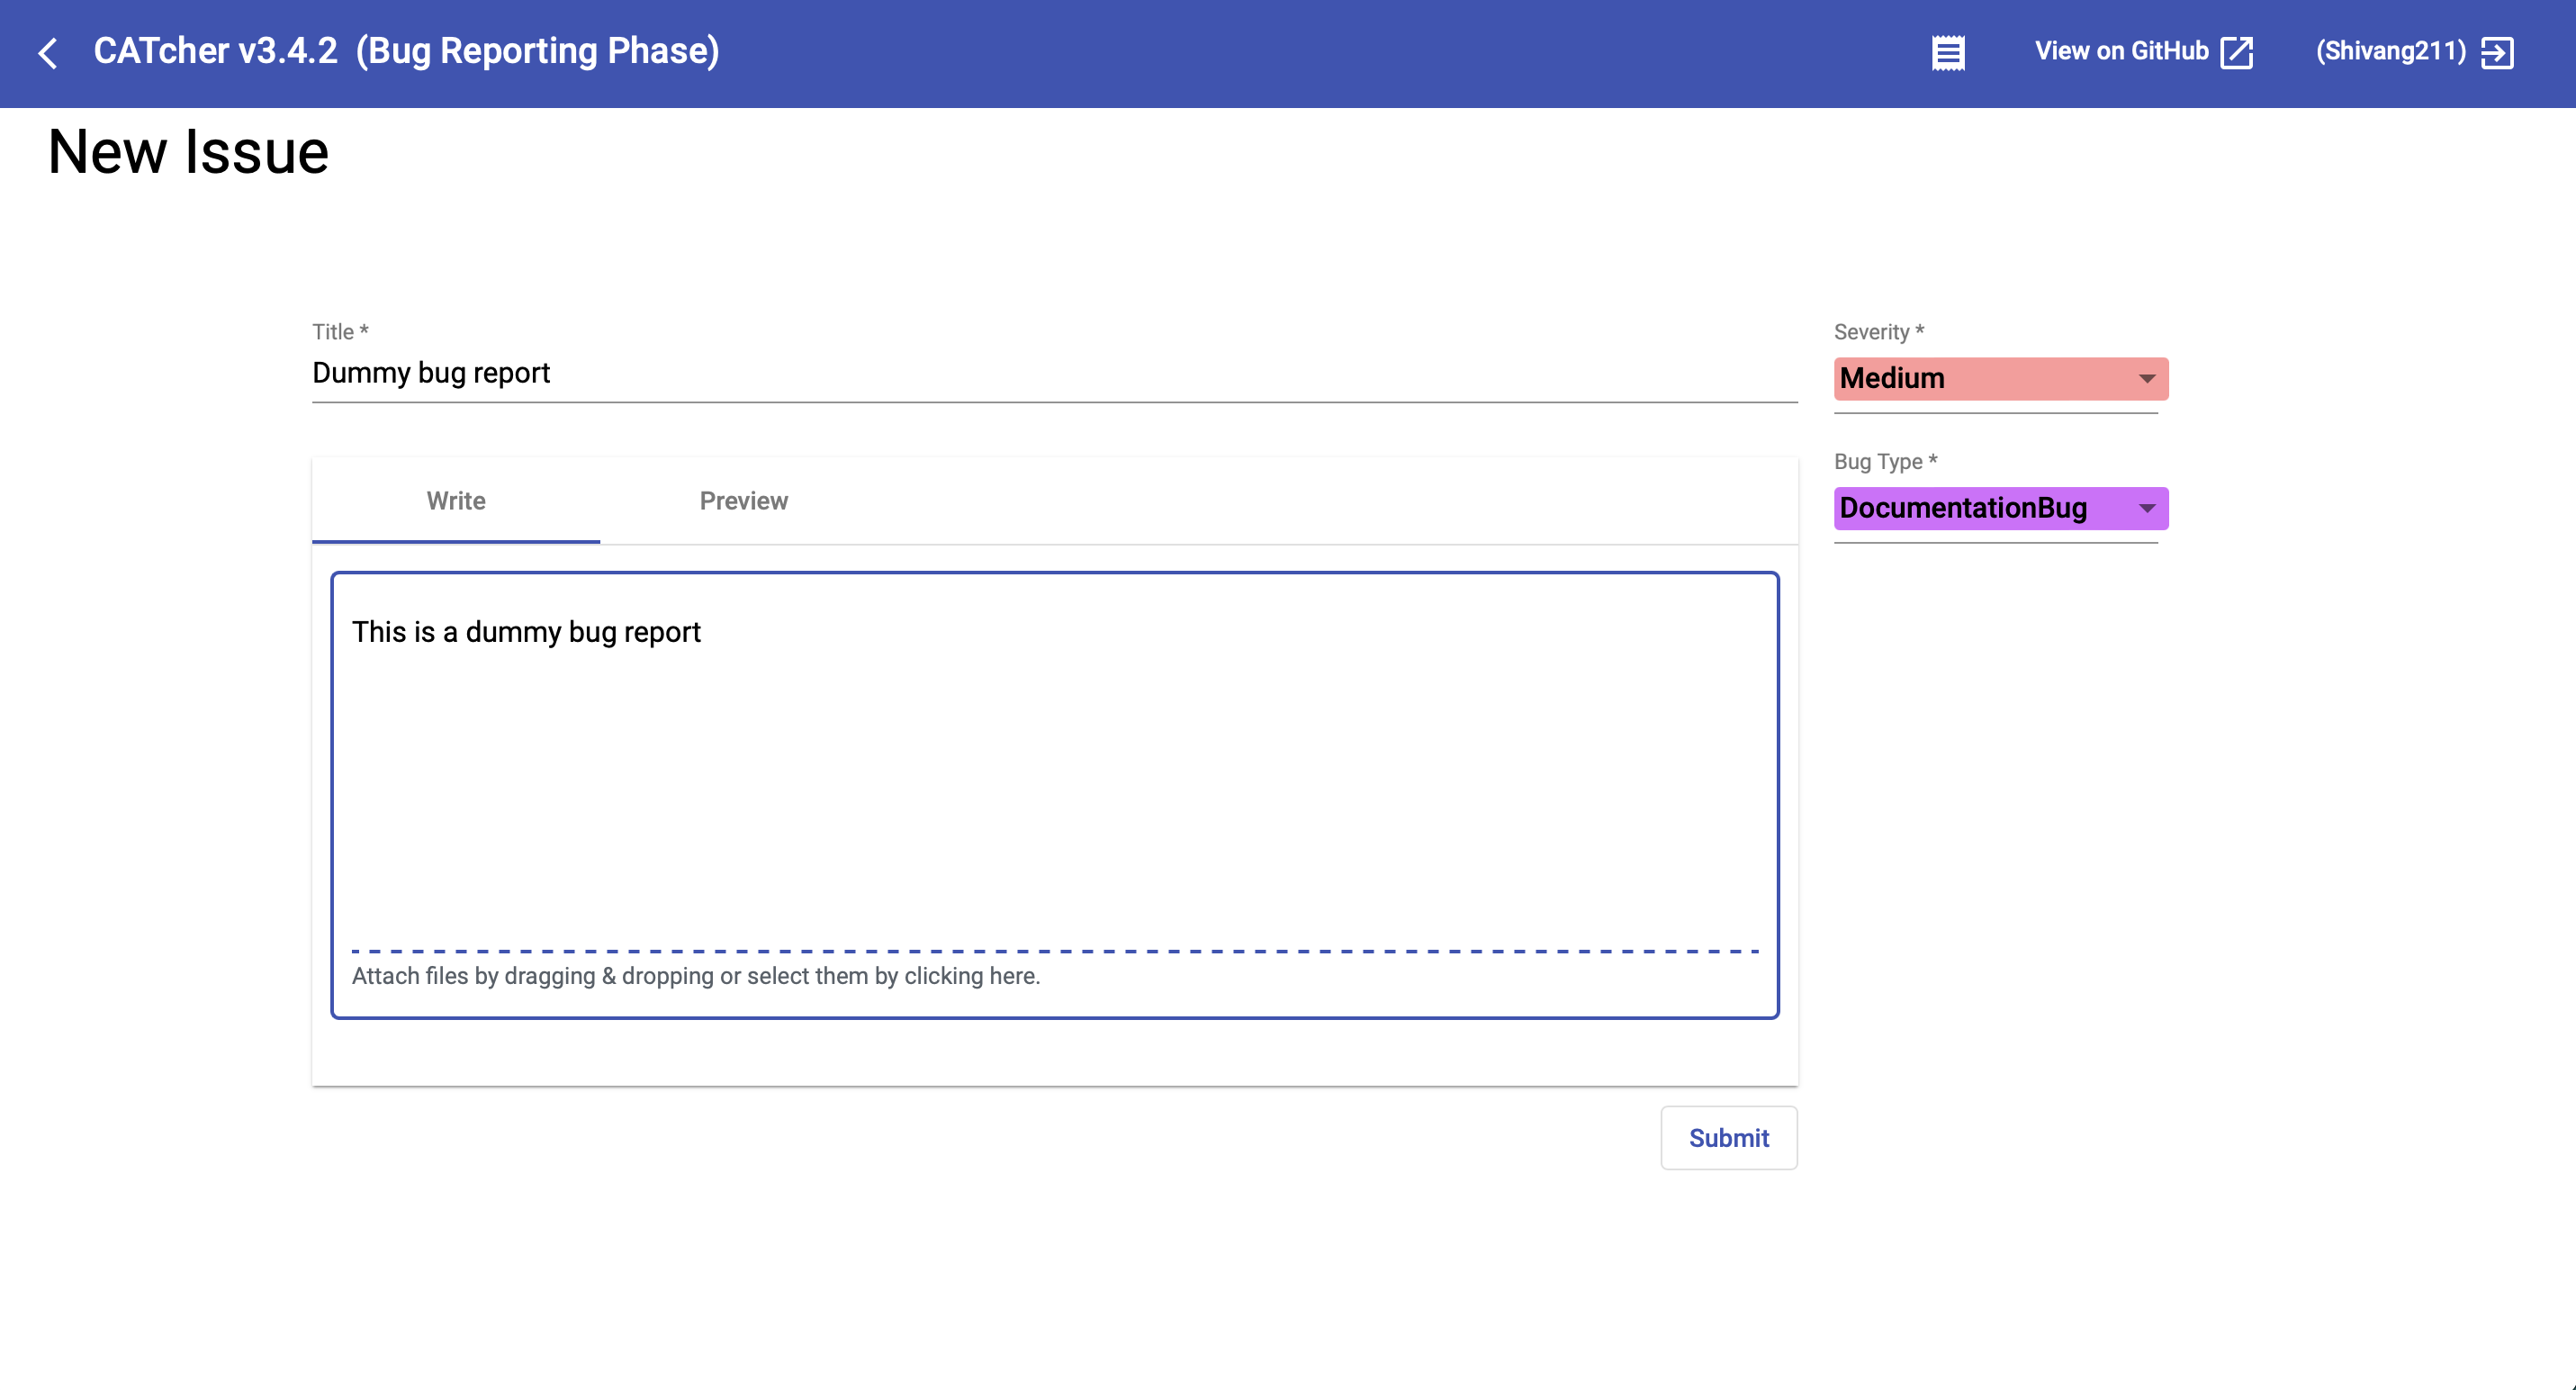 CATcher v3.4.2 (Bug Reporting Phase)
View on GitHub
(Shivang211)
New Issue
Title *
Dummy bug report
Severity *
Medium
Bug Type *
DocumentationBug
Write
Preview
This is a dummy bug report
Attach files by dragging & dropping or select them by clicking here.
Submit